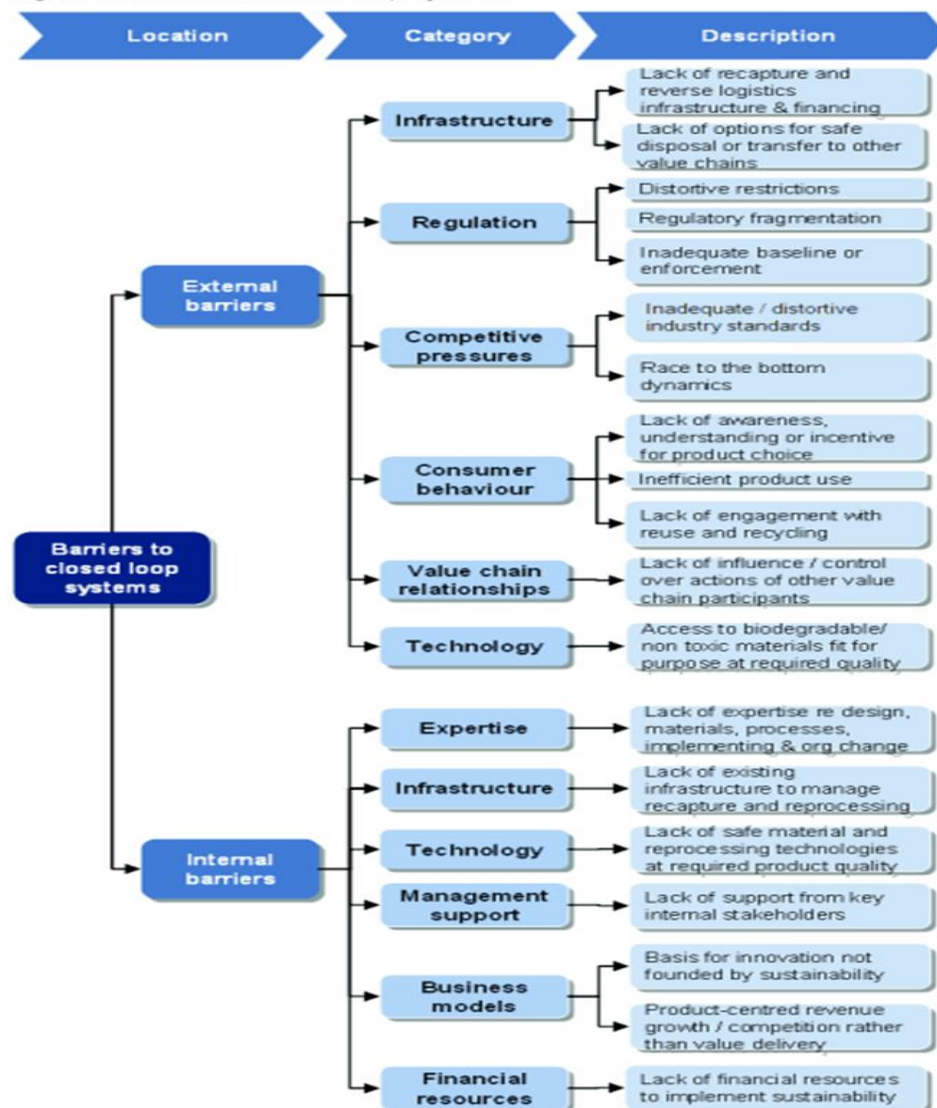 Location
Category
Description
Barriers to
closed loop
systems
External
barriers
Infrastructure
Lack of recapture and
reverse logistics
infrastructure & financing
Lack of options for safe
disposal or transfer to other
value chains
Regulation
Distortive restrictions
Regulatory fragmentation
Inadequate baseline or
enforcement
Competitive
pressures
Inadequate / distortive
industry standards
Race to the bottom
dynamics
Consumer
behaviour
Lack of awareness,
understanding or incentive
for product choice
Inefficient product use
Lack of engagement with
reuse and recycling
Value chain
relationships
Lack of influence / control
over actions of other value
chain participants
Technology
Access to biodegradable/
non toxic materials fit for
purpose at required quality
Internal
barriers
Expertise
Lack of expertise re design,
materials, processes,
implementing & org change
Infrastructure
Lack of existing
infrastructure to manage
recapture and reprocessing
Technology
Lack of safe material and
reprocessing technologies
at required product quality
Management
support
Lack of support from key
internal stakeholders
Business
models
Basis for innovation not
founded by sustainability
Product-centred revenue
growth / competition rather
than value delivery
Financial
resources
Lack of financial resources
to implement sustainability